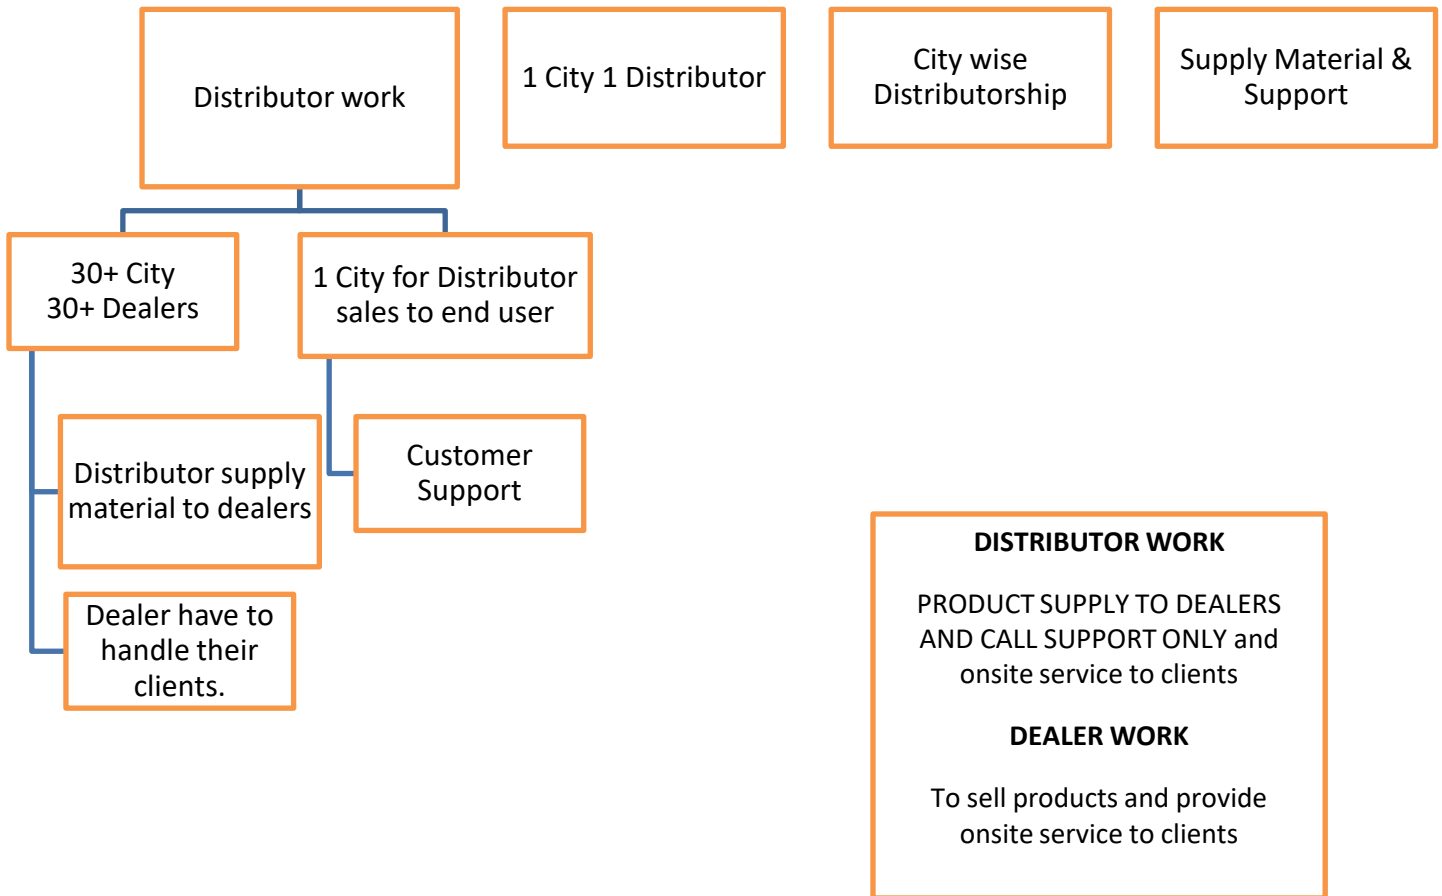 Distributor work
1 City 1 Distributor
City wise
Distributorship
Supply Material &
Support
30+ City
30+ Dealers
1 City for Distributor
sales to end user
Distributor supply
material to dealers
Customer
Support
Dealer have to
handle their
clients.
DISTRIBUTOR WORK
PRODUCT SUPPLY TO DEALERS
AND CALL SUPPORT ONLY and
onsite service to clients
DEALER WORK
To sell products and provide
onsite service to clients